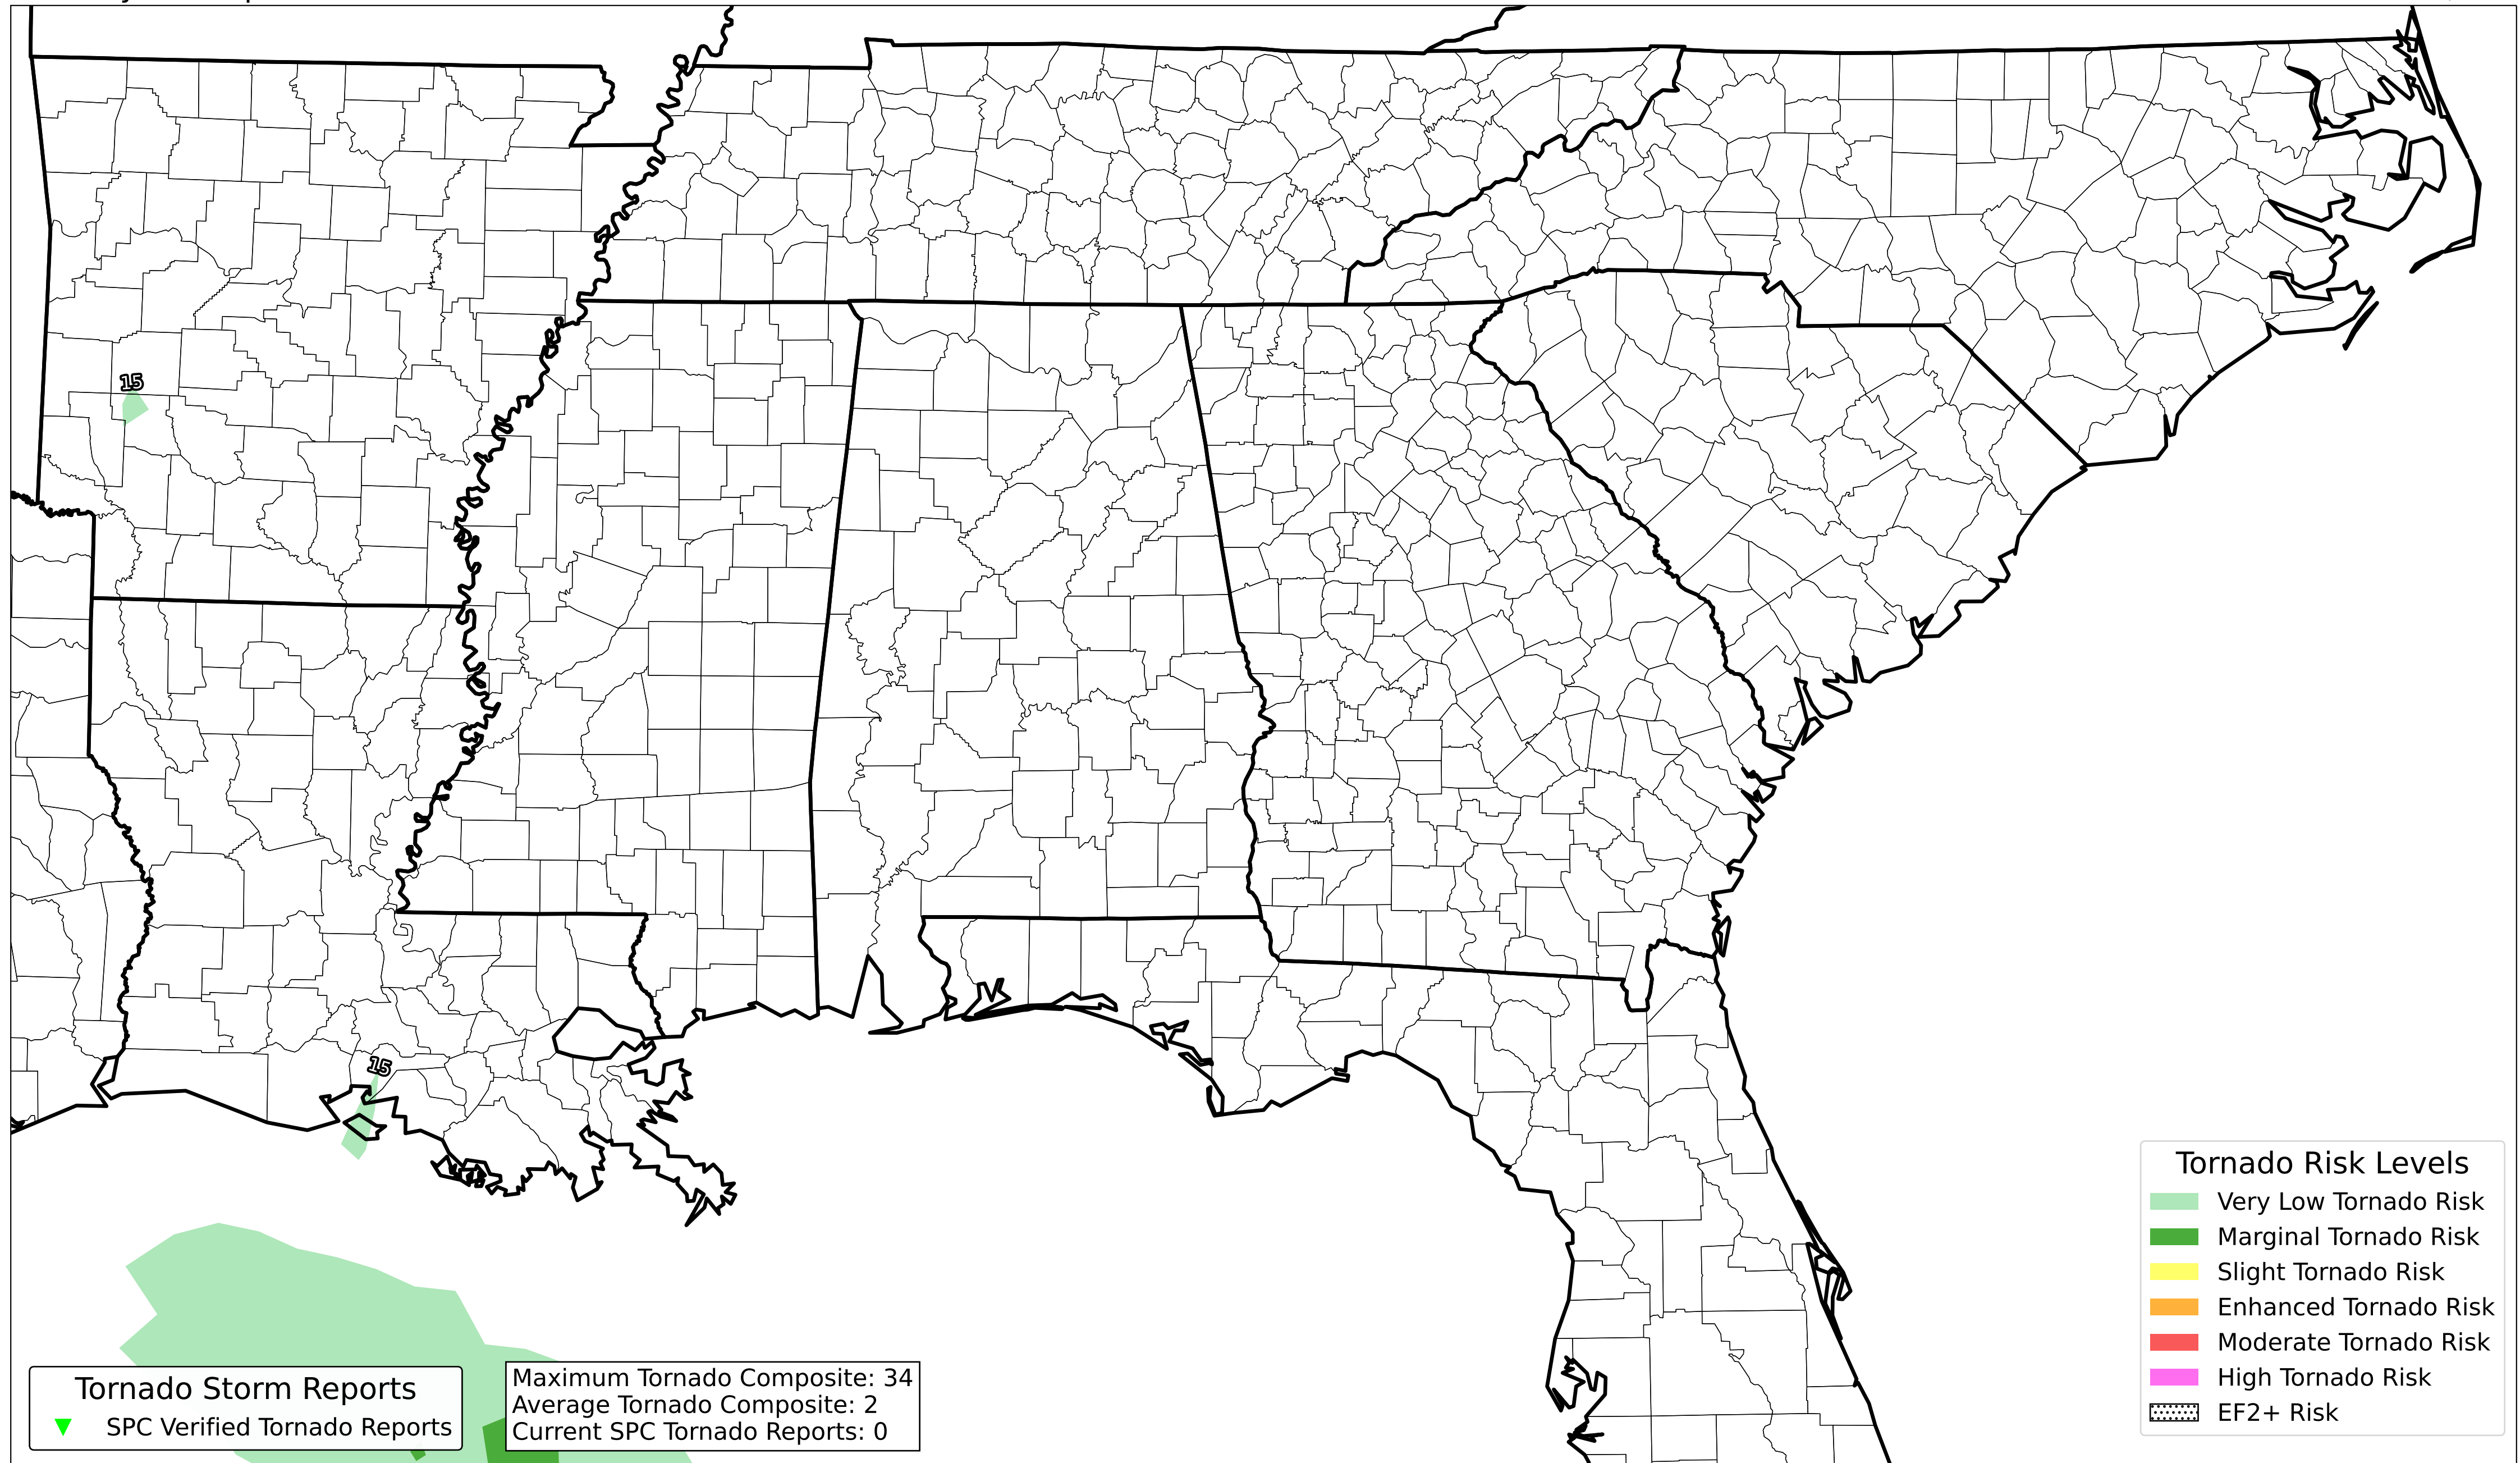 15
15
Tornado Storm Reports
SPC Verified Tornado Reports
Maximum Tornado Composite: 34
Average Tornado Composite: 2
Current SPC Tornado Reports: 0
Tornado Risk Levels
Very Low Tornado Risk
Marginal Tornado Risk
Slight Tornado Risk
Enhanced Tornado Risk
Moderate Tornado Risk
High Tornado Risk
EF2+ Risk